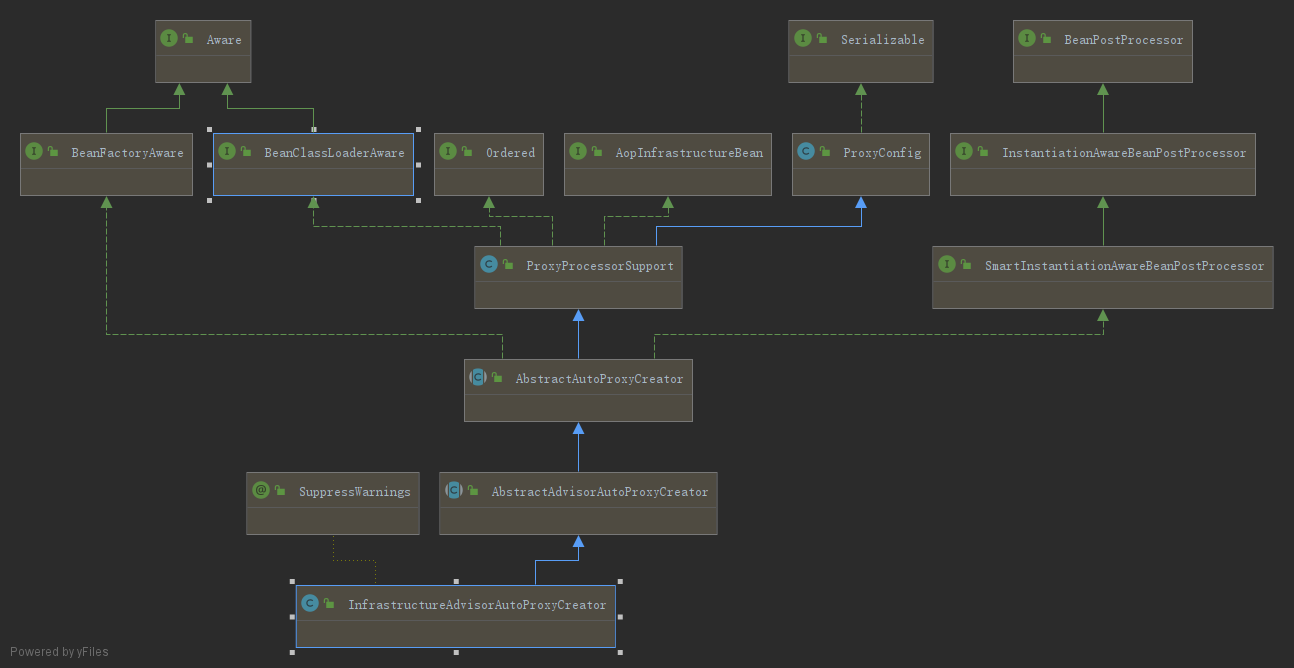 Aware
Serializable
BeanPostProcessor
BeanFactoryAware
BeanClassLoaderAware
Ordered
AopInfrastructureBean
ProxyConfig
InstantiationAwareBeanPostProcessor
ProxyProcessorSupport
SmartInstantiationAwareBeanPostProcessor
AbstractAutoProxyCreator
SuppressWarnings
AbstractAdvisorAutoProxyCreator
InfrastructureAdvisorAutoProxyCreator
Powered by yFiles